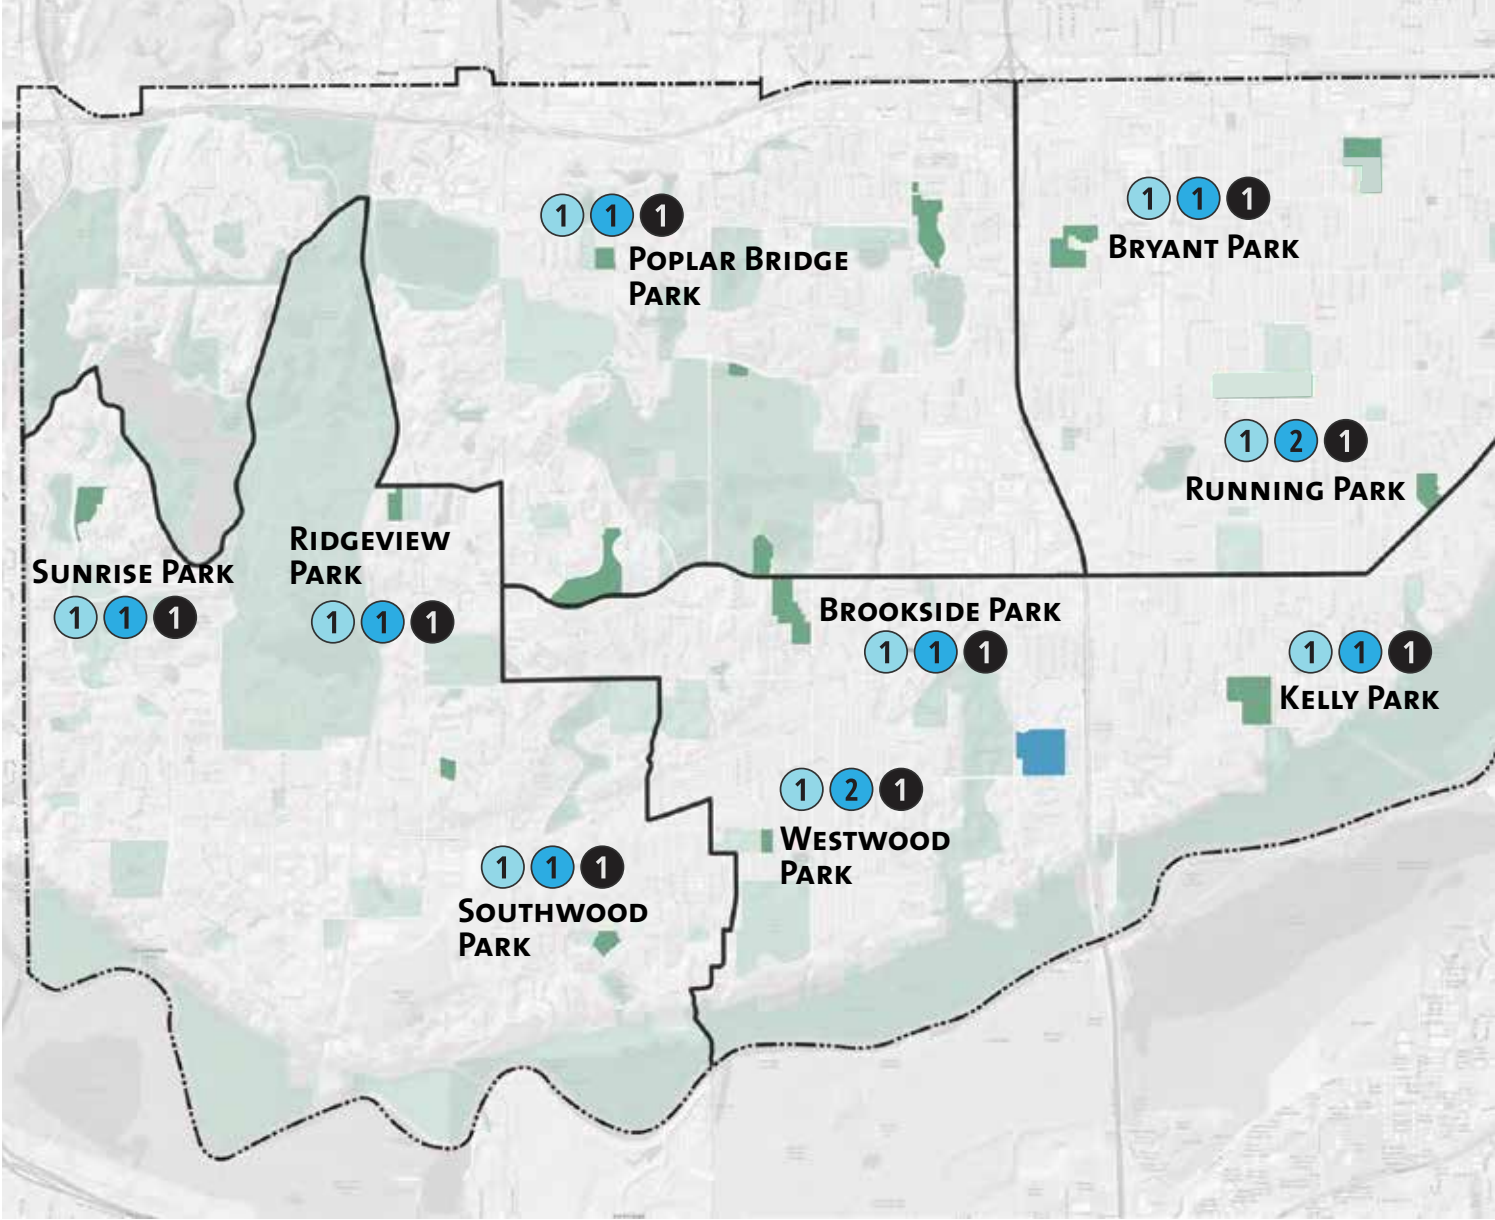 1 1 1
POPLAR BRIDGE
PARK
1 1 1
BRYANT PARK
1 2 1
RUNNING PARK
SUNRISE PARK
1 1 1
RIDGEVIEW
PARK
1 1 1
BROOKSIDE PARK
1 1 1
1 1 1
KELLY PARK
1 2 1
WESTWOOD
PARK
1 1 1
SOUTHWOOD
PARK